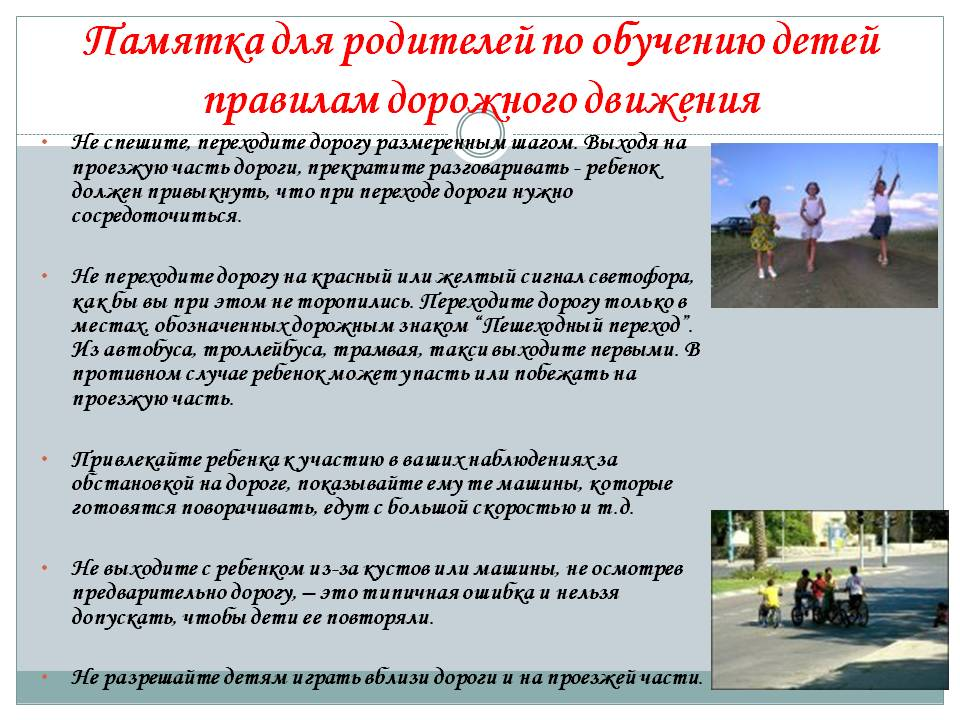 Памятка для родителей по обучению детей
правилам дорожного движения
• Не спешите, переходите дорогу размеренным шагом. Выходя на
проезжую часть дороги, прекратите разговаривать - ребенок
должен привыкнуть, что при переходе дороги нужно
сосредоточиться.
• Не переходите дорогу на красный или желтый сигнал светофора,
как бы вы при этом не торопились. Переходите дорогу только в
местах, обозначенных дорожным знаком “Пешеходный переход”.
Из автобуса, троллейбуса, трамвая, такси выходите первыми. В
противном случае ребенок может упасть или побежать на
проезжую часть.
• Привлекайте ребенка к участию в ваших наблюдениях за
обстановкой на дороге, показывайте ему те машины, которые
готовятся поворачивать, едут с большой скоростью и т.д.
• Не выходите с ребенком из-за кустов или машины, не осмотрев
предварительно дорогу, – это типичная ошибка и нельзя
допускать, чтобы дети ее повторяли.
• Не разрешайте детям играть вблизи дороги и на проезжей части.